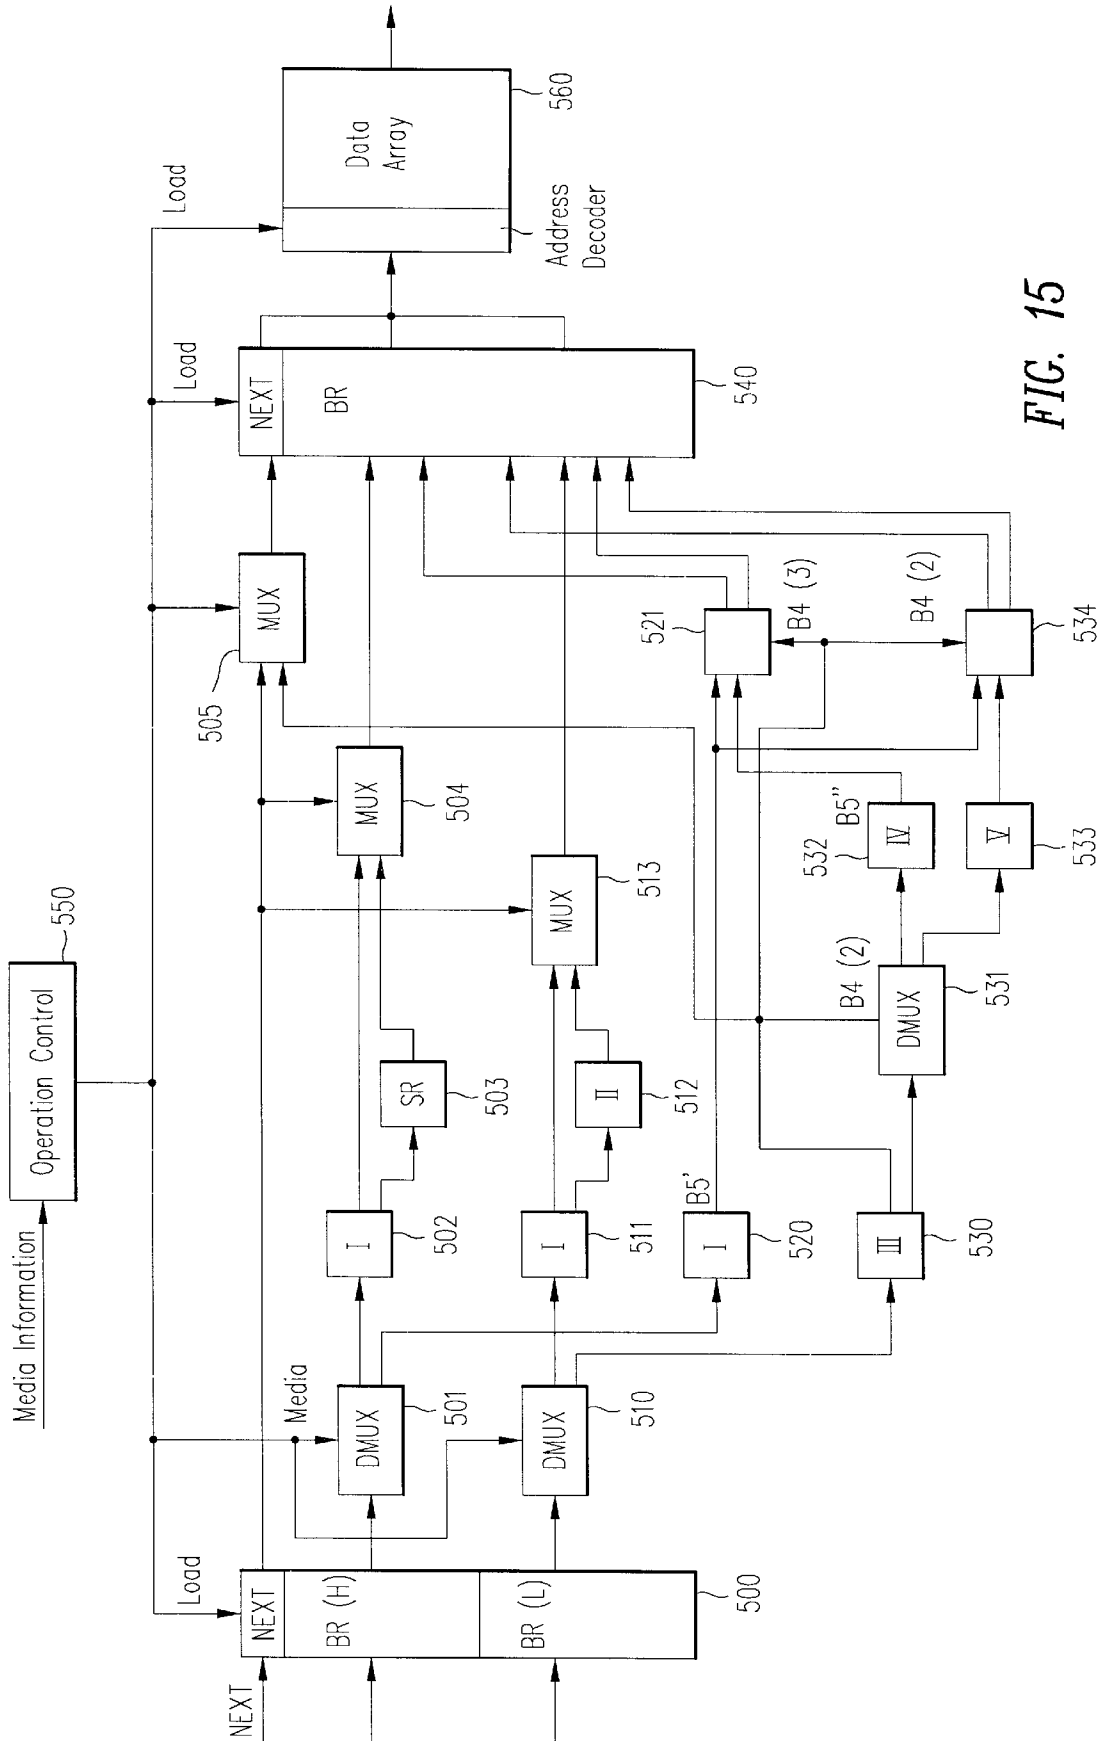 Media Information
Operation Control
550
Load
NEXT
NEXT
BR (H)
BR (L)
500
Media
DMUX
501
DMUX
510
I
502
SR
503
MUX
504
MUX
505
I
511
II
512
MUX
513
I
B5'
520
III
530
B4 (2)
DMUX
531
B5"
IV
532
V
533
521
B4 (3)
B4 (2)
534
Load
NEXT
BR
540
Load
Data
Array
Address
Decoder
560
FIG. 15